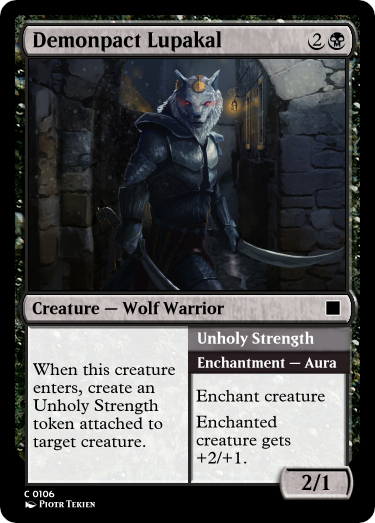 Demonpact Lupakal 2
Creature — Wolf Warrior
When this creature
enters, create an
Unholy Strength
token attached to
target creature.
Unholy Strength
Enchantment — Aura
Enchant creature
Enchanted
creature gets
+2/+1.
2/1
C 0106
Piotr Tekien